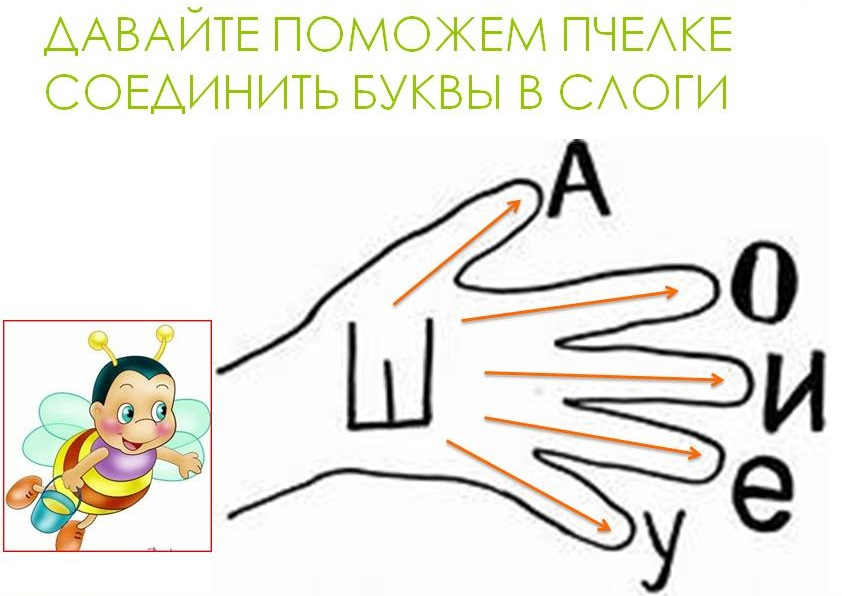 ДАВАЙТЕ ПОМОЖЕМ ПЧЕЛКЕ
СОЕДИНИТЬ БУКВЫ В СЛОГИ
А
О
Ш
И
е
у